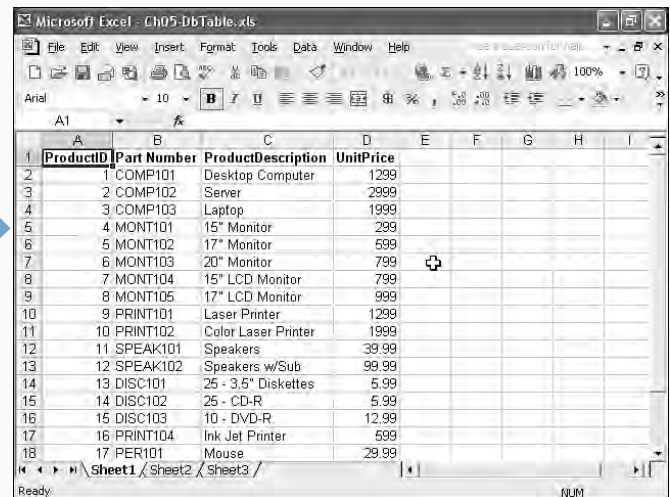 Microsoft Excel - Ch05-DbTable.xls
File Edit View Insert Format Tools Data Window Help
100%
Arial 10 B I U
A1 fx
A B C D E F G H I
1 ProductID Part Number ProductDescription UnitPrice
2 1 COMP101 Desktop Computer 1299
3 2 COMP102 Server 2999
4 3 COMP103 Laptop 1999
5 4 MONT101 15" Monitor 299
6 5 MONT102 17" Monitor 599
7 6 MONT103 20" Monitor 799
8 7 MONT104 15" LCD Monitor 799
9 8 MONT105 17" LCD Monitor 999
10 9 PRINT101 Laser Printer 1299
11 10 PRINT102 Color Laser Printer 1999
12 11 SPEAK101 Speakers 39.99
13 12 SPEAK102 Speakers w/Sub 99.99
14 13 DISC101 25 - 3.5" Diskettes 5.99
15 14 DISC102 25 - CD-R 5.99
16 15 DISC103 10 - DVD-R 12.99
17 16 PRINT104 Ink Jet Printer 599
18 17 PER101 Mouse 29.99
Sheet1 / Sheet2 / Sheet3 /
Ready NUM